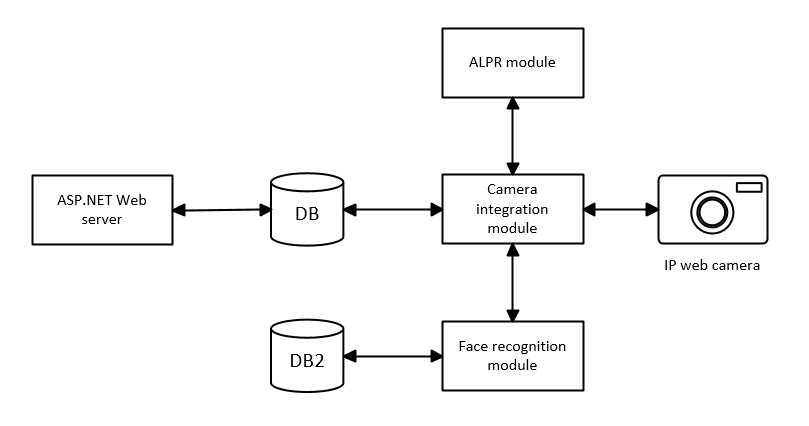 ALPR module
ASP.NET Web
server
DB
Camera
integration
module
IP web camera
DB2
Face recognition
module